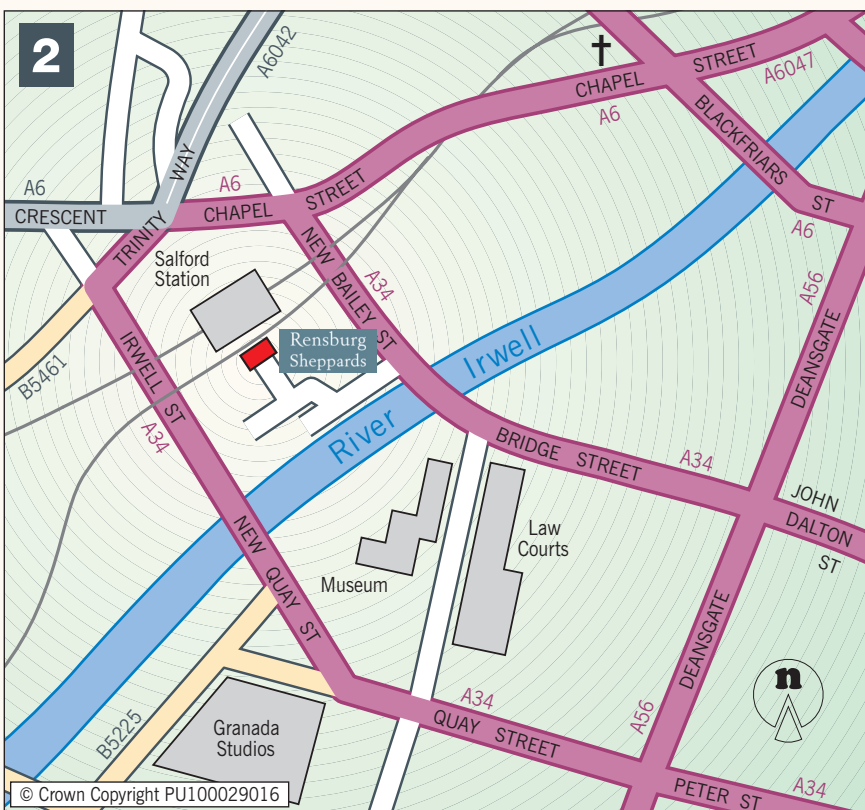 2
A6042
A6
CRESCENT
TRINITY WAY
A6
CHAPEL STREET
CHAPEL STREET
A6
A6047
BLACKFRIARS ST
A6
Salford
Station
NEW BAILEY ST
A34
Rensburg
Sheppards
B5461
IRWELL ST
A34
River Irwell
A56
DEANSGATE
BRIDGE STREET
A34
JOHN
DALTON
ST
Law
Courts
Museum
NEW QUAY ST
DEANSGATE
A56
n
A34
QUAY STREET
B5225
Granada
Studios
PETER ST
A34
© Crown Copyright PU100029016